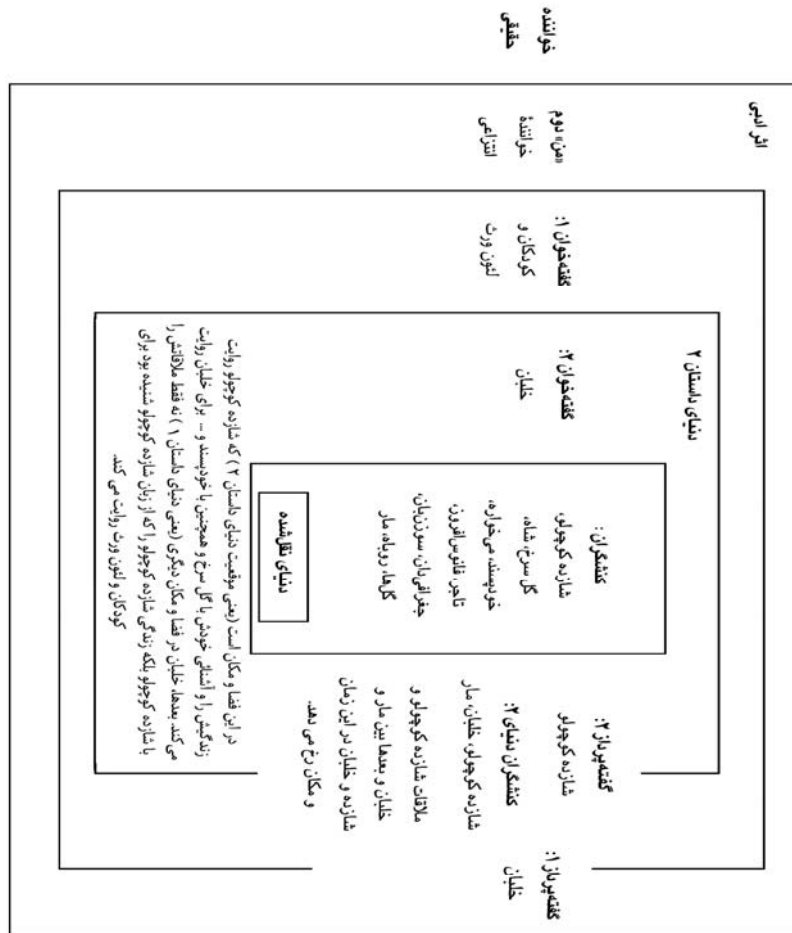 اثر ادبی
دنیای داستان ۲
گفته‌پرداز ۱:
خلبان
گفته‌پرداز ۲:
شازده کوچولو
کنشگران دنیای ۲:
شازده کوچولو، خلبان، مار
ملاقات شازده کوچولو و
خلبان و بعدها بین مار و
شازده و خلبان در این زمان
و مکان رخ می دهد.
کنشگران:
شازده کوچولو،
گل سرخ، شاه،
خودپسند، می‌خواره،
تاجر، فانوس‌افروز،
جغرافی‌دان، سوزن‌بان،
گل‌ها، روباه، مار
دنیای نقل‌شده
گفته‌خوان ۲:
خلبان
گفته‌خوان ۱:
کودکان و
لئون ورث
«من» دوم
خوانندهٔ
انتزاعی
خواننده
حقیقی
در این فضا و مکان است (یعنی موقعیت دنیای داستان ۲) که شازده کوچولو روایت
زندگیش را و آشنائی خودش با گل سرخ و همچنین با خودپسند و ... برای خلبان روایت
می‌کند. بعدها، خلبان در فضا و مکان دیگری (یعنی دنیای داستان ۱) نه فقط ملاقاتش را
با شازده کوچولو بلکه زندگی شازده کوچولو را که از زبان شازده کوچولو شنیده بود برای
کودکان و لئون ورث روایت می کند.